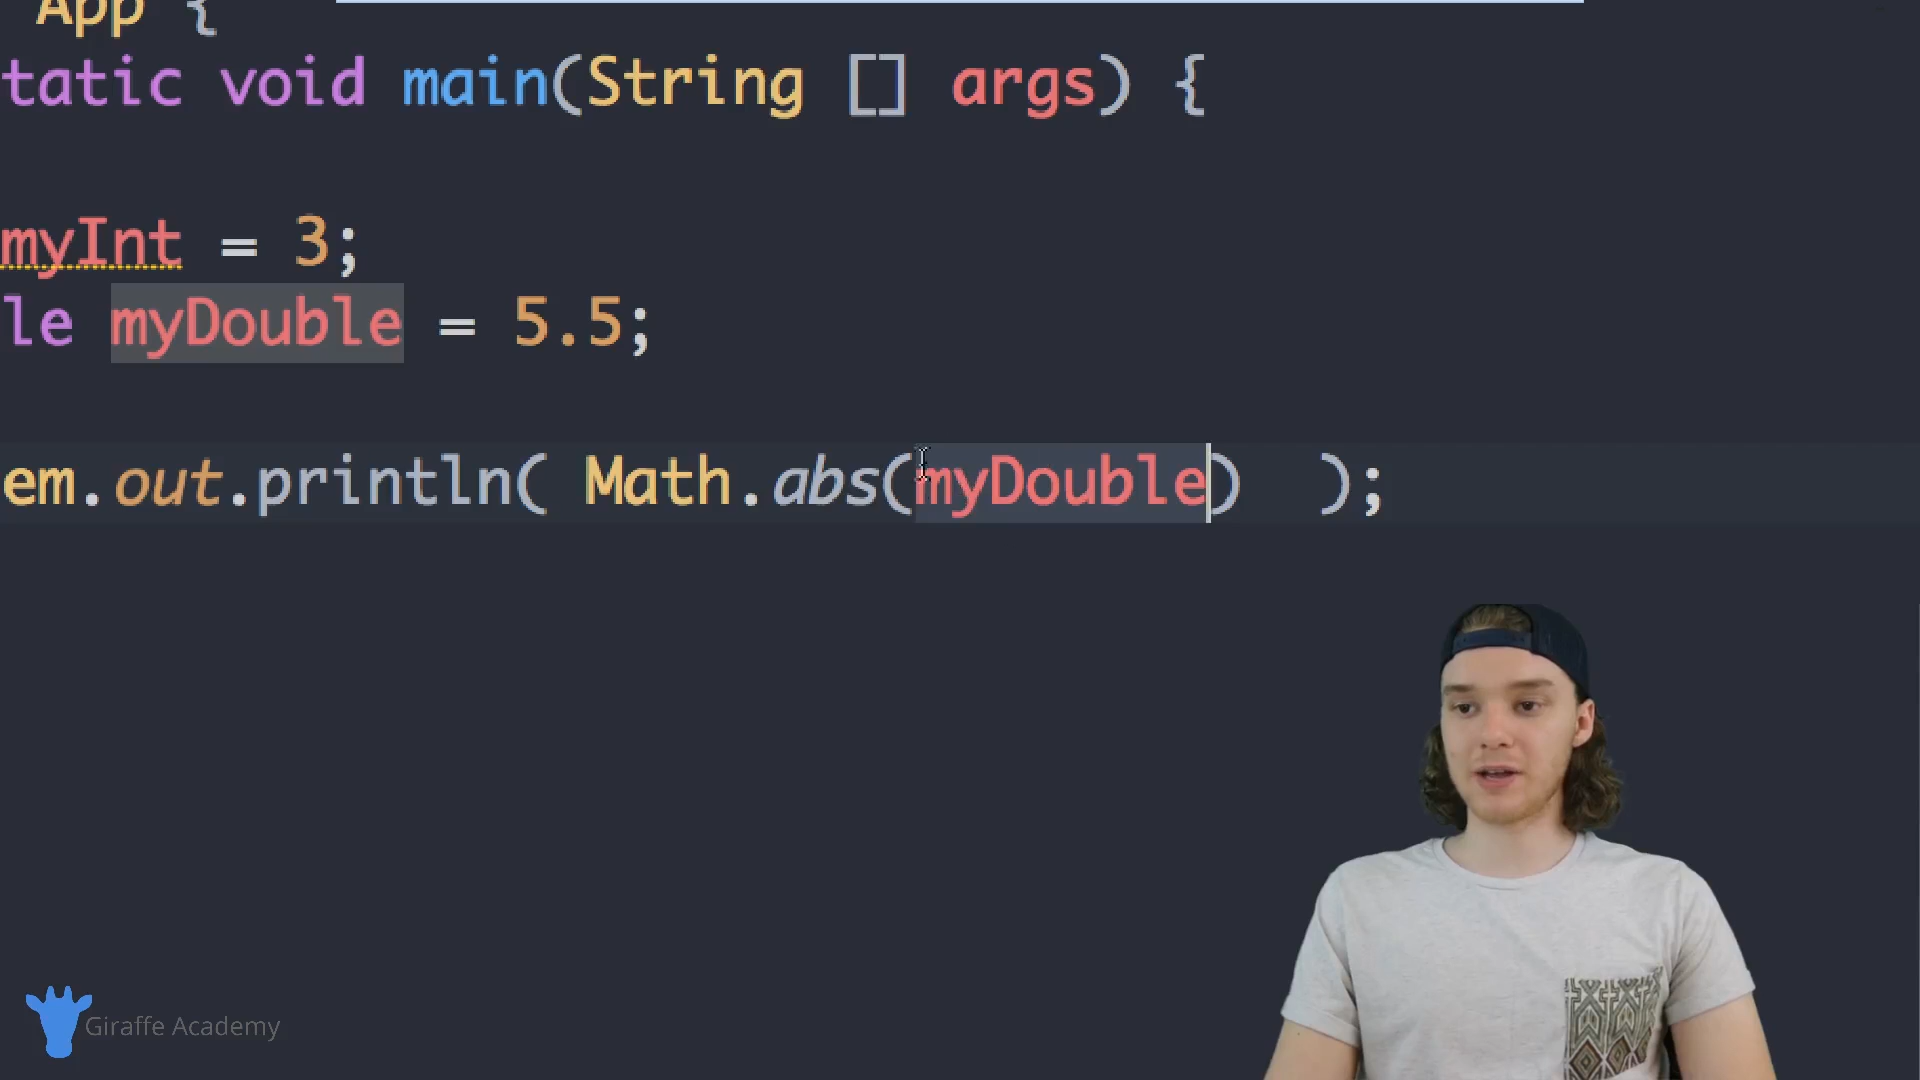 App {
tatic void main(String [] args) {
myInt = 3;
le myDouble = 5.5;
em.out.println( Math.abs(myDouble)  );
Giraffe Academy